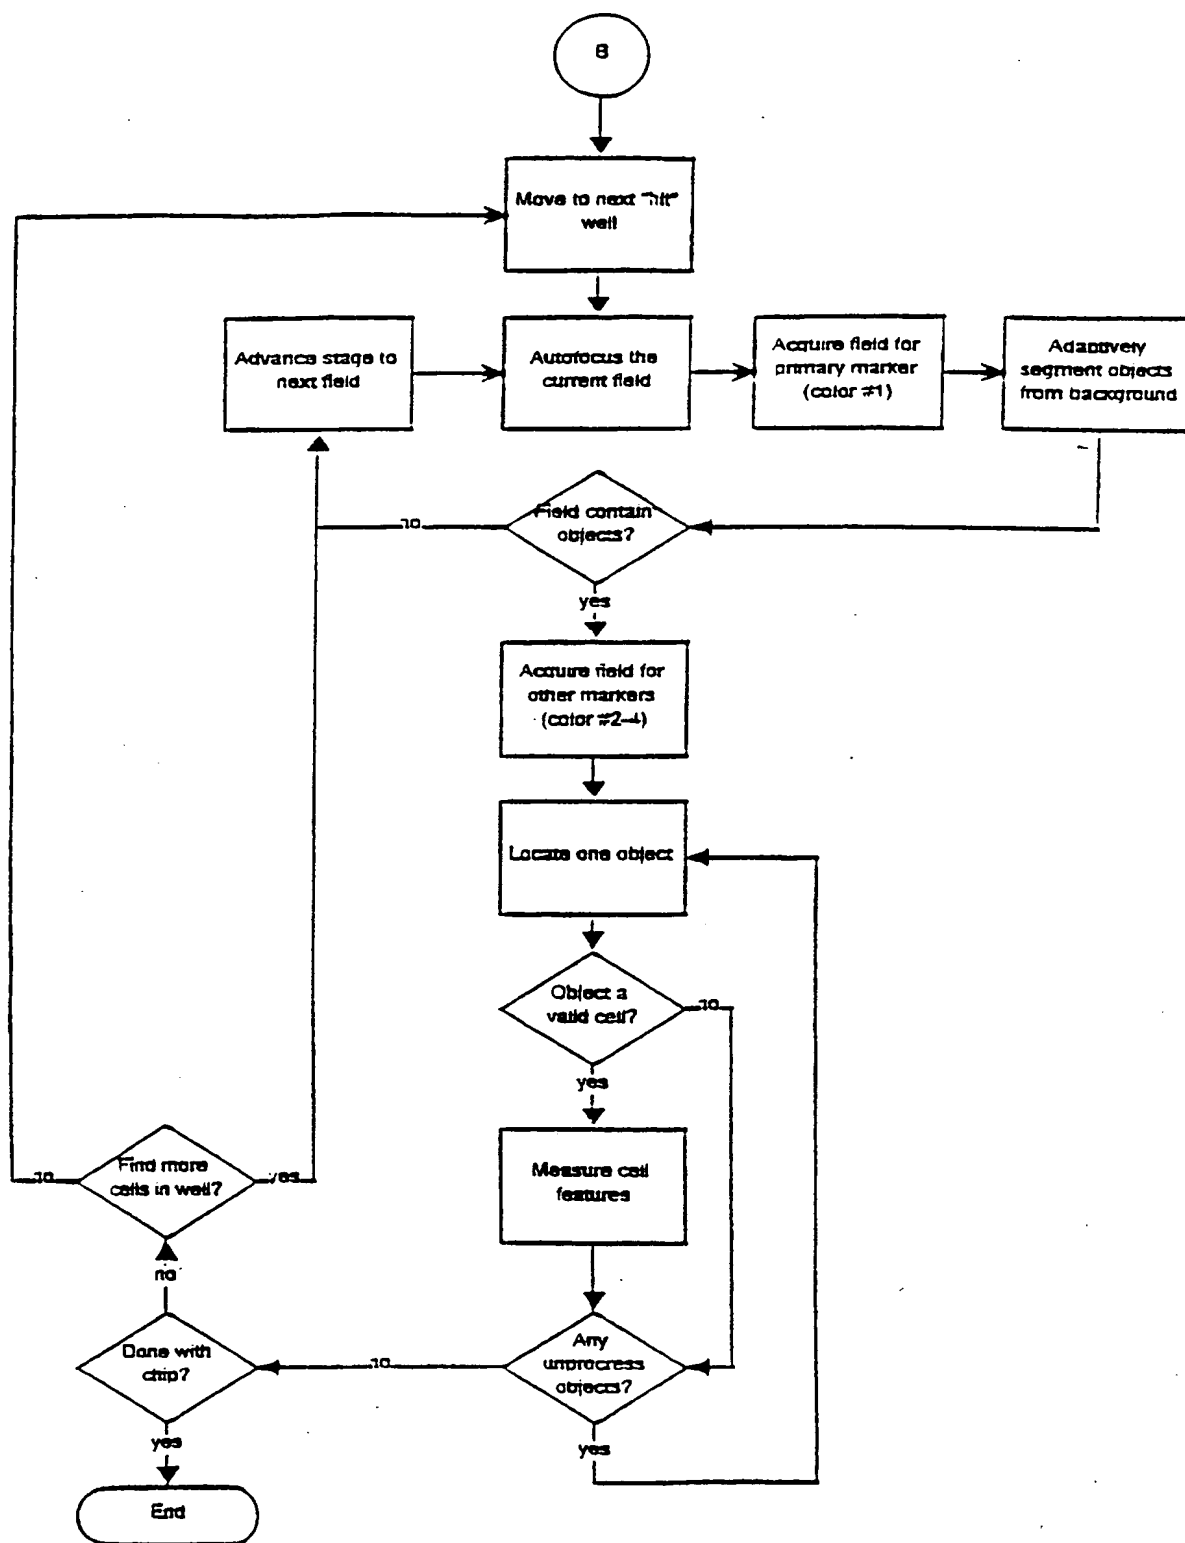 B
Move to next "hit"
well
Advance stage to
next field
Autofocus the
current field
Acquire field for
primary marker
(color #1)
Adaptively
segment objects
from background
Field contain
objects?
no
yes
Acquire field for
other markers
(color #2-4)
Locate one object
Object a
valid cell?
no
yes
Measure cell
features
Find more
cells in well?
no
yes
no
Done with
chip?
no
Any
unprocess
objects?
yes
yes
End